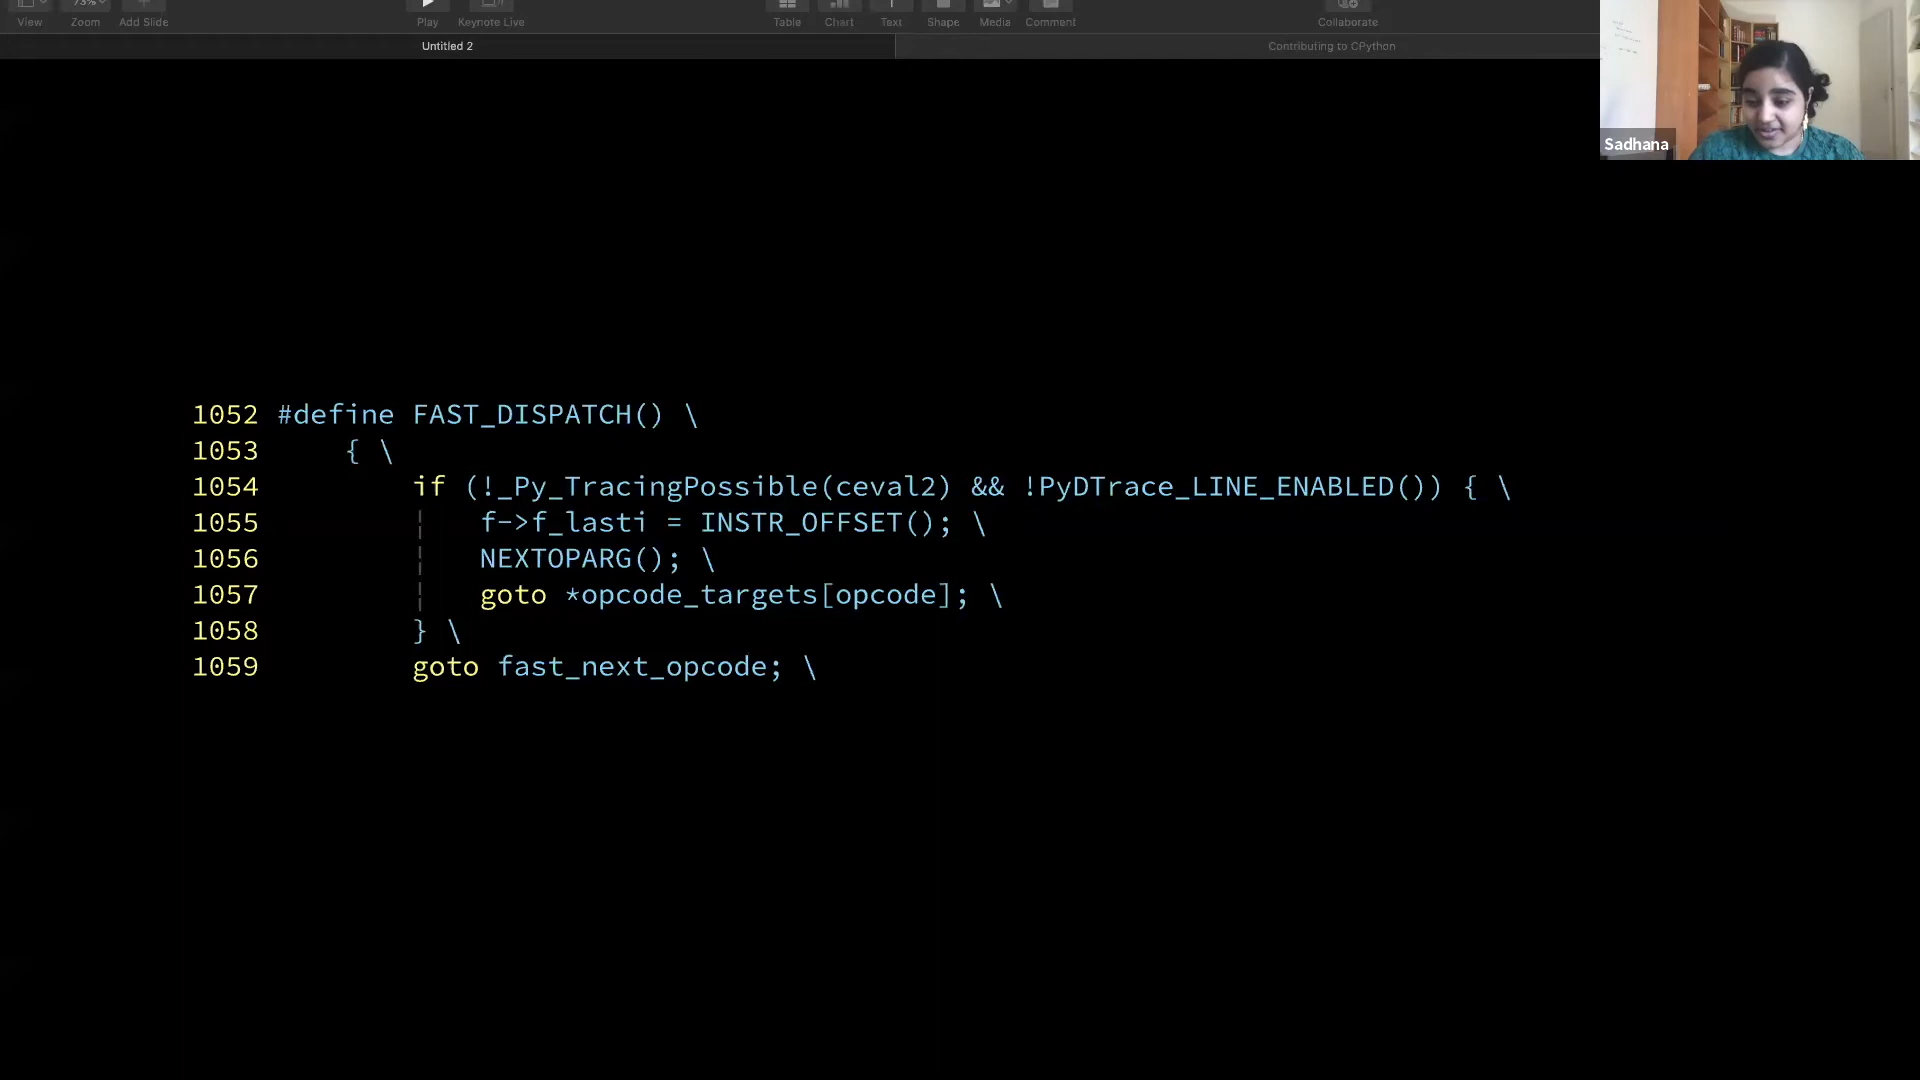 View 73% Add Slide Play Keynote Live Table Chart Text Shape Media Comment Collaborate
Zoom
Untitled 2 Contributing to CPython
Sadhana
1052 #define FAST_DISPATCH() \
1053 { \
1054 if (!_Py_TracingPossible(ceval2) && !PyDTrace_LINE_ENABLED()) { \
1055 f->f_lasti = INSTR_OFFSET(); \
1056 NEXTOPARG(); \
1057 goto *opcode_targets[opcode]; \
1058 } \
1059 goto fast_next_opcode; \